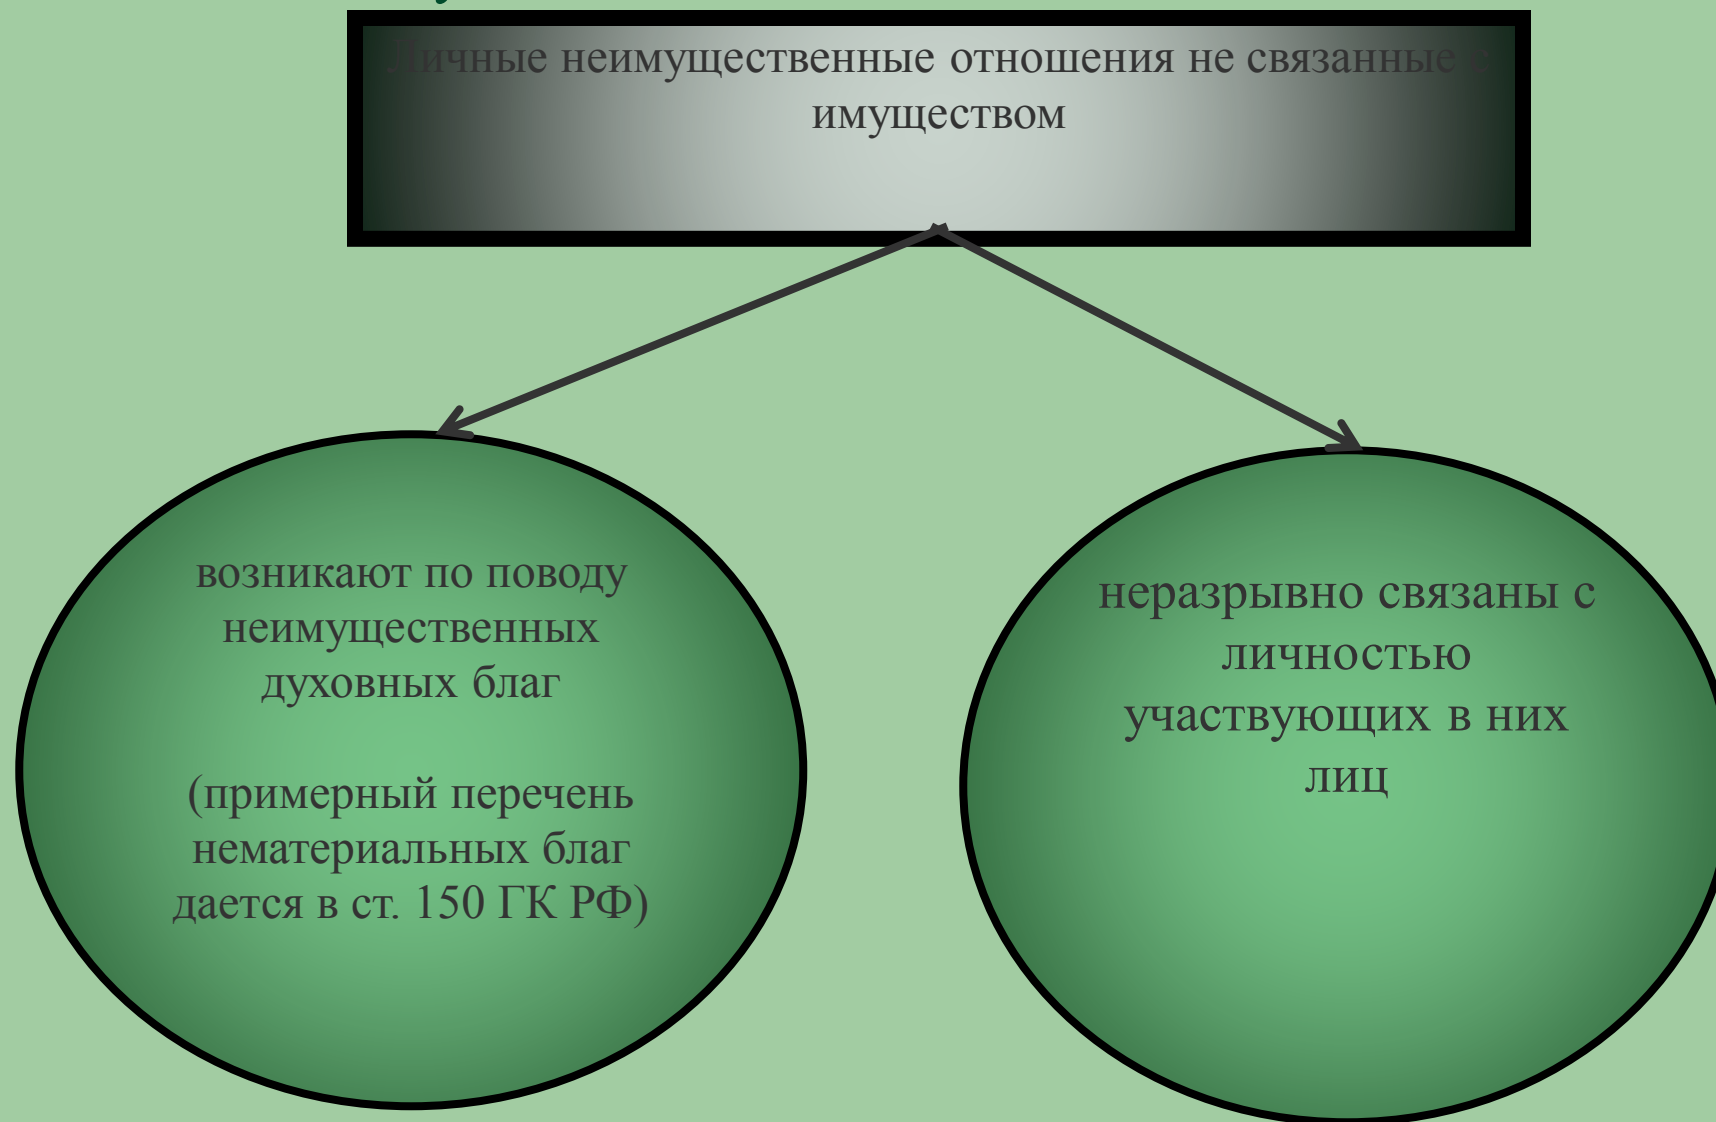 Личные неимущественные отношения не связанные с
имуществом
возникают по поводу
неимущественных
духовных благ
(примерный перечень
нематериальных благ
дается в ст. 150 ГК РФ)
неразрывно связаны с
личностью
участвующих в них
лиц